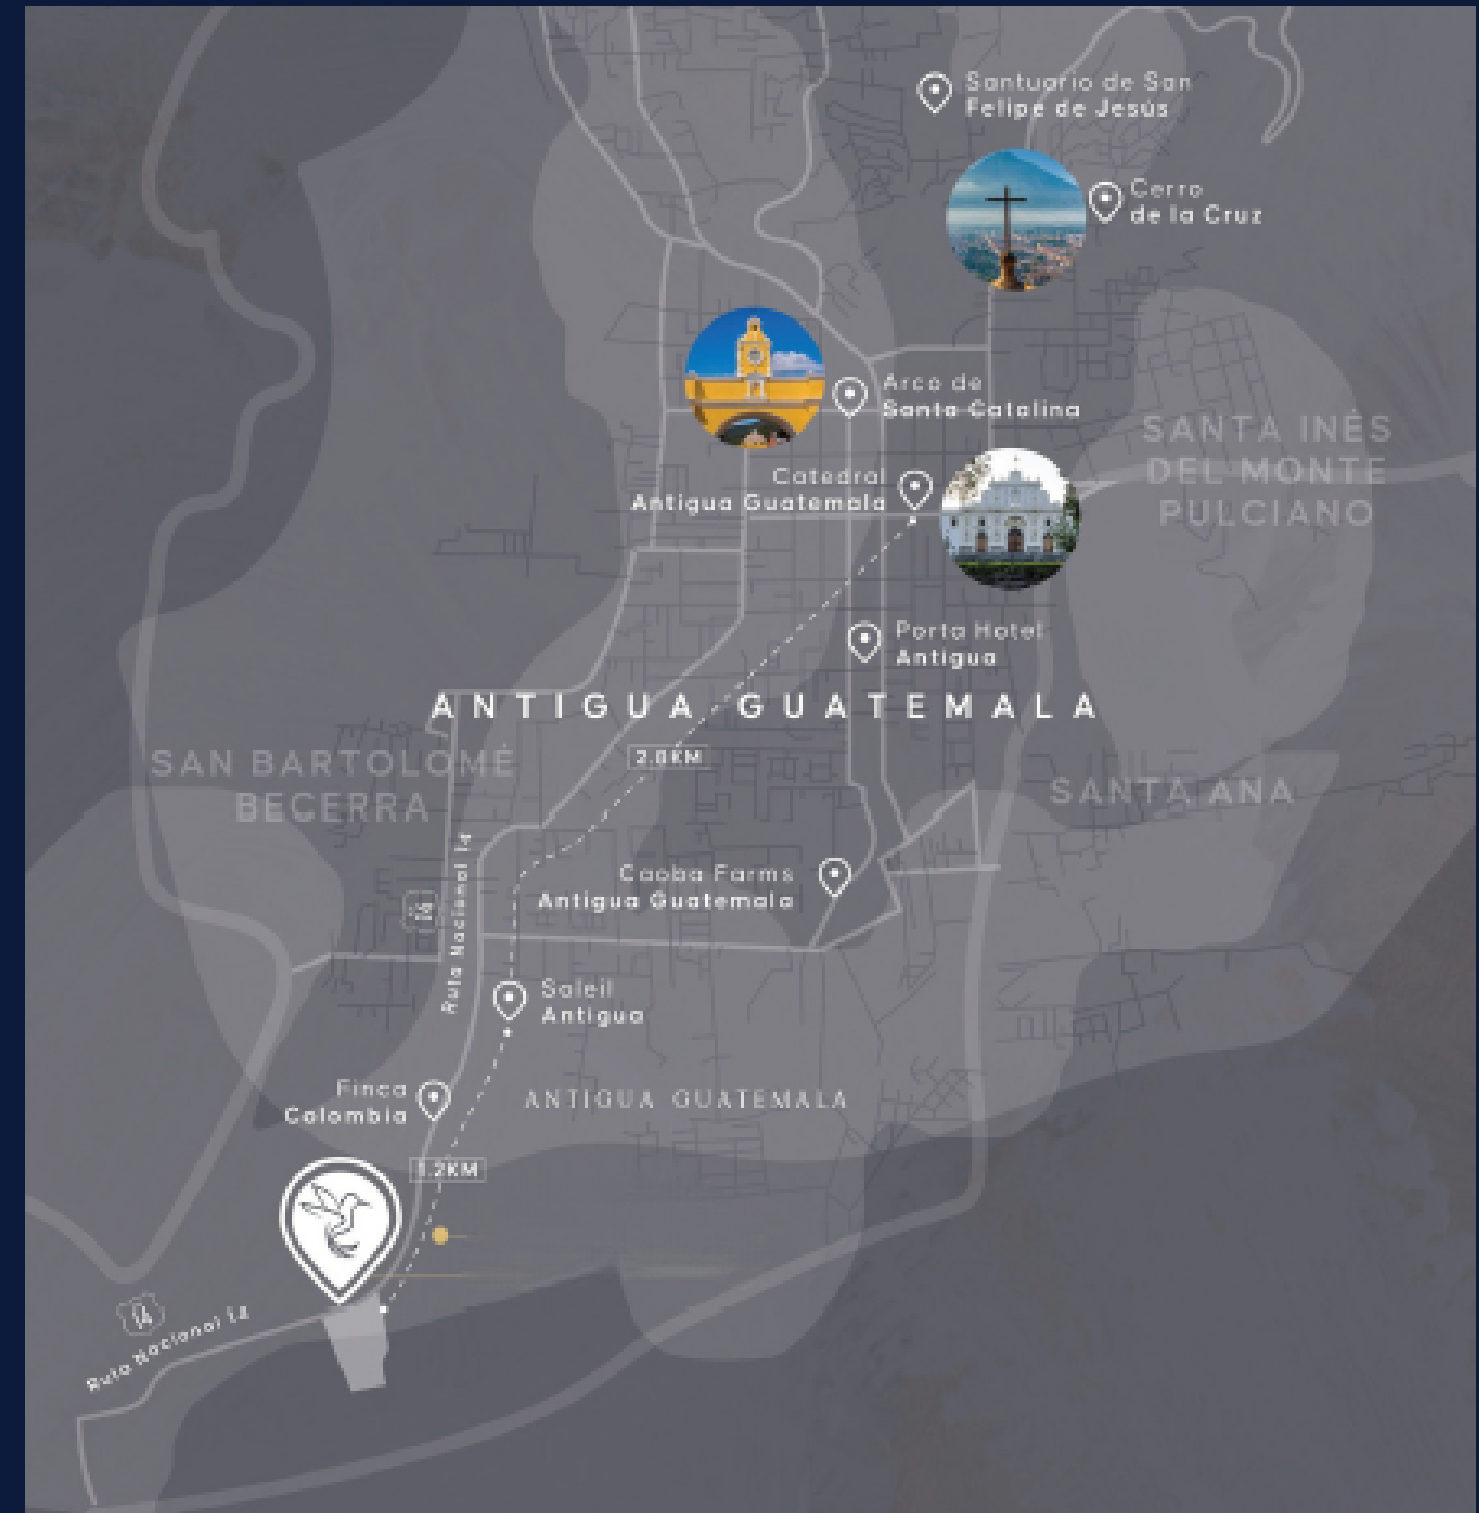 Santuario de San
Felipe de Jesús
Cerro
de la Cruz
Arco de
Santa Catalina
SANTA INÉS
DEL MONTE
PULCIANO
Catedral
Antigua Guatemala
Porta Hotel
Antigua
ANTIGUA GUATEMALA
SAN BARTOLOMÉ
BECERRA
2.0KM
SANTA ANA
Ruta Nacional 14
Caoba Farms
Antigua Guatemala
14
Soleil
Antigua
Finca
Colombia
ANTIGUA GUATEMALA
1.2KM
14
Ruta Nacional 14